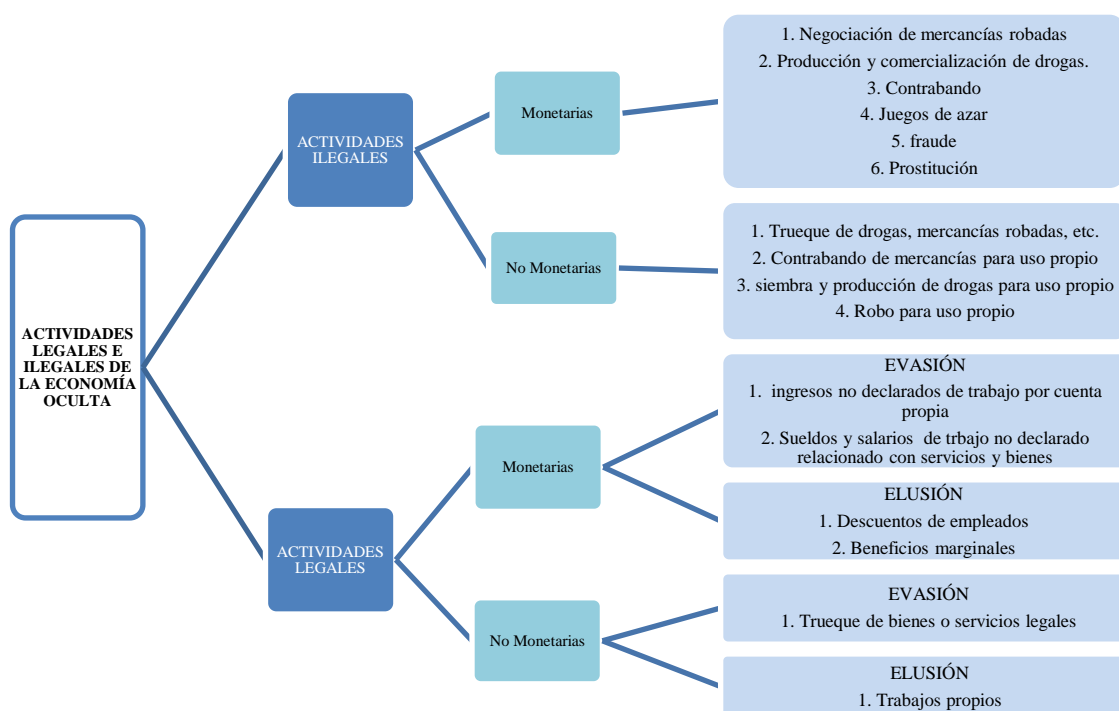 ACTIVIDADES
LEGALES E
ILEGALES DE
LA ECONOMÍA
OCULTA
ACTIVIDADES
ILEGALES
Monetarias
1. Negociación de mercancías robadas
2. Producción y comercialización de drogas.
3. Contrabando
4. Juegos de azar
5. fraude
6. Prostitución
No Monetarias
1. Trueque de drogas, mercancías robadas, etc.
2. Contrabando de mercancías para uso propio
3. siembra y producción de drogas para uso propio
4. Robo para uso propio
ACTIVIDADES
LEGALES
Monetarias
EVASIÓN
1. ingresos no declarados de trabajo por cuenta
propia
2. Sueldos y salarios de trbajo no declarado
relacionado con servicios y bienes
ELUSIÓN
1. Descuentos de empleados
2. Beneficios marginales
No Monetarias
EVASIÓN
1. Trueque de bienes o servicios legales
ELUSIÓN
1. Trabajos propios